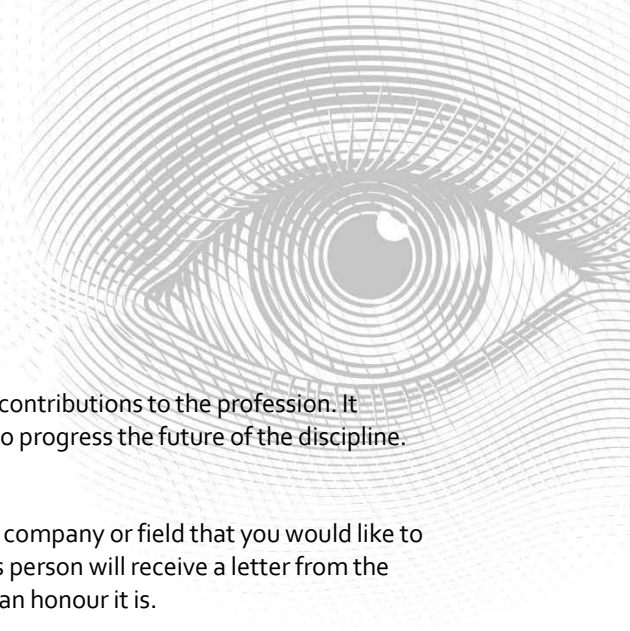 contributions to the profession. It
o progress the future of the discipline.
company or field that you would like to
s person will receive a letter from the
an honour it is.